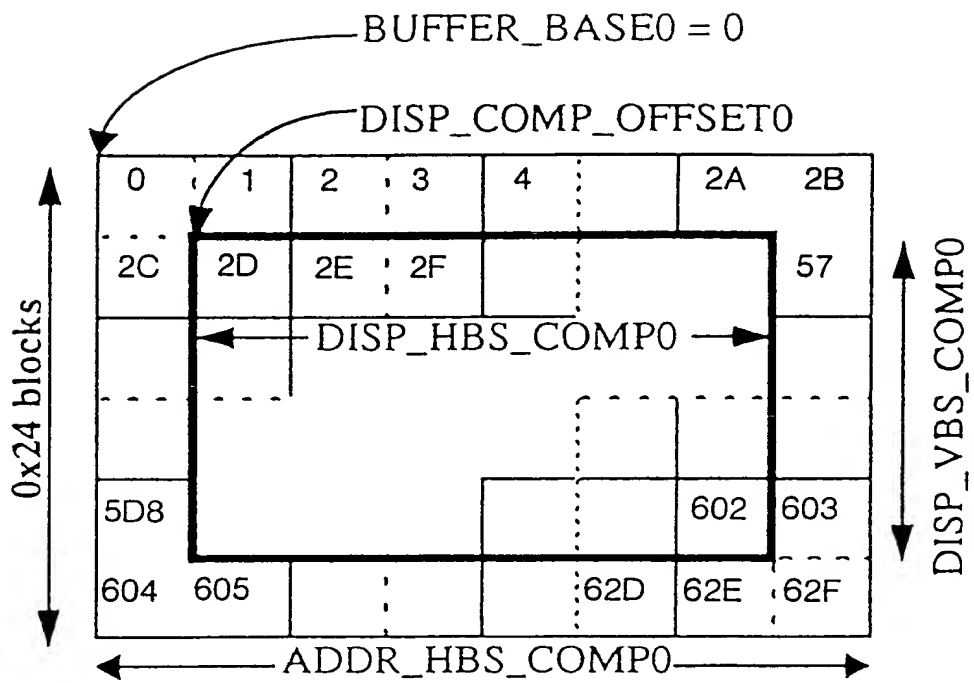 BUFFER_BASE0 = 0
DISP_COMP_OFFSET0
0 1 2 3 4 2A 2B
2C 2D 2E 2F 57
DISP_HBS_COMP0
0x24 blocks
DISP_VBS_COMP0
5D8 602 603
604 605 62D 62E 62F
ADDR_HBS_COMP0